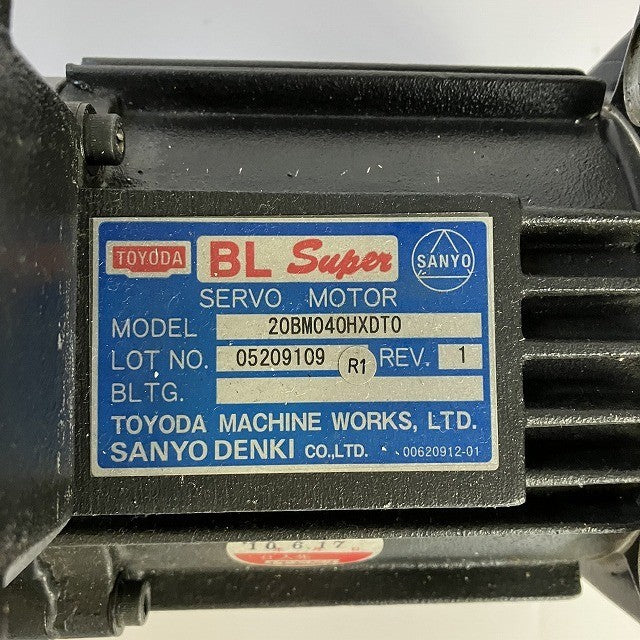 TOYODA BL Super SANYO
SERVO MOTOR
MODEL 20BM040HXDT0
LOT NO. 05209109 R1 REV. 1
BLTG.
TOYODA MACHINE WORKS, LTD.
SANYO DENKI CO.,LTD. 00620912-01
10.6.17